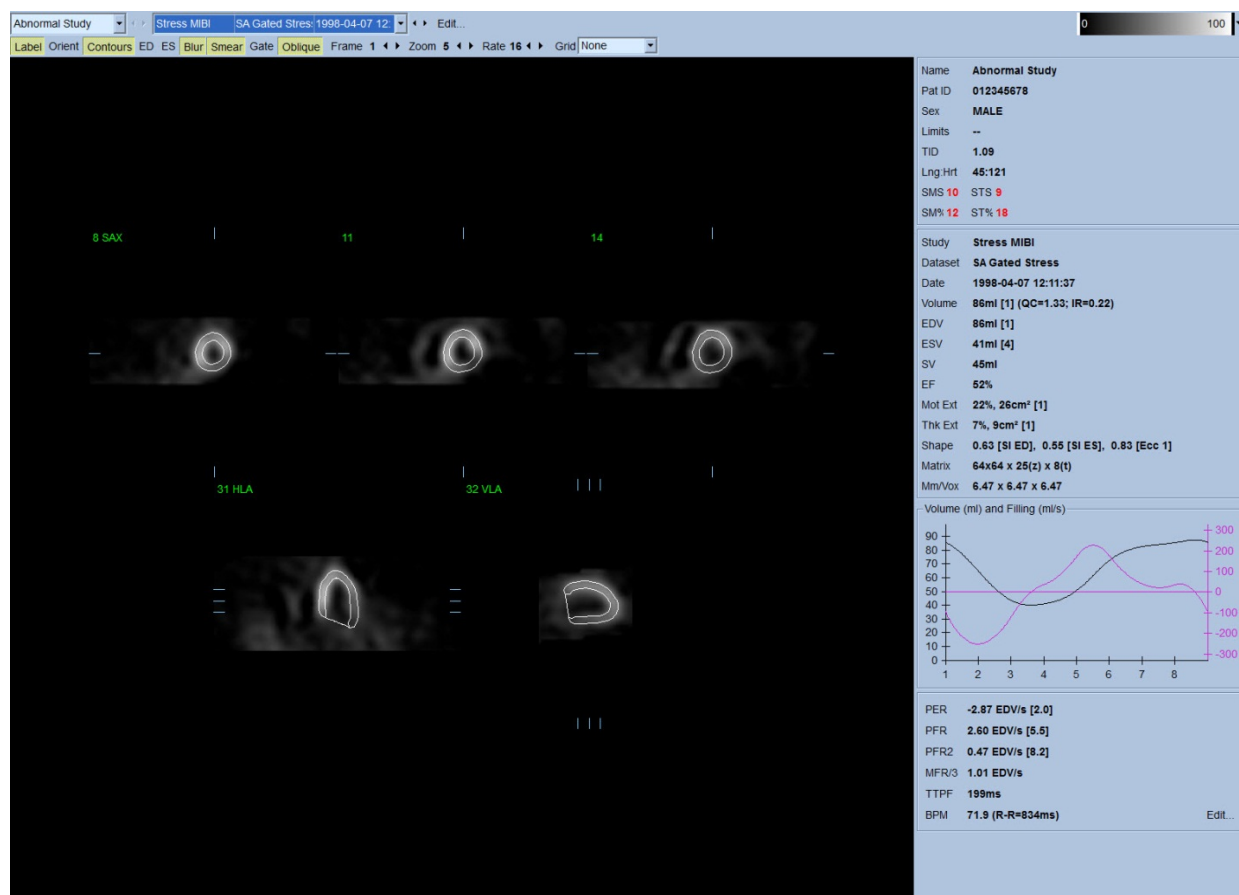 Abnormal Study Stress MIBI SA Gated Stres: 1998-04-07 12: Edit... 0 100
Label Orient Contours ED ES Blur Smear Gate Oblique Frame 1 Zoom 5 Rate 16 Grid None
Name Abnormal Study
Pat ID 012345678
Sex MALE
Limits --
TID 1.09
Lng:Hrt 45:121
SMS 10 STS 9
SM% 12 ST% 18
8 SAX 11 14
31 HLA 32 VLA
Study Stress MIBI
Dataset SA Gated Stress
Date 1998-04-07 12:11:37
Volume 86ml [1] (QC=1.33; IR=0.22)
EDV 86ml [1]
ESV 41ml [4]
SV 45ml
EF 52%
Mot Ext 22%, 26cm² [1]
Thk Ext 7%, 9cm² [1]
Shape 0.63 [SI ED], 0.55 [SI ES], 0.83 [Ecc 1]
Matrix 64x64 x 25(z) x 8(t)
Mm/Vox 6.47 x 6.47 x 6.47
Volume (ml) and Filling (ml/s)
90 300
80 200
70
60 100
50 0
40
30 -100
20 -200
10
0 -300
1 2 3 4 5 6 7 8
PER -2.87 EDV/s [2.0]
PFR 2.60 EDV/s [5.5]
PFR2 0.47 EDV/s [8.2]
MFR/3 1.01 EDV/s
TTPF 199ms
BPM 71.9 (R-R=834ms) Edit...